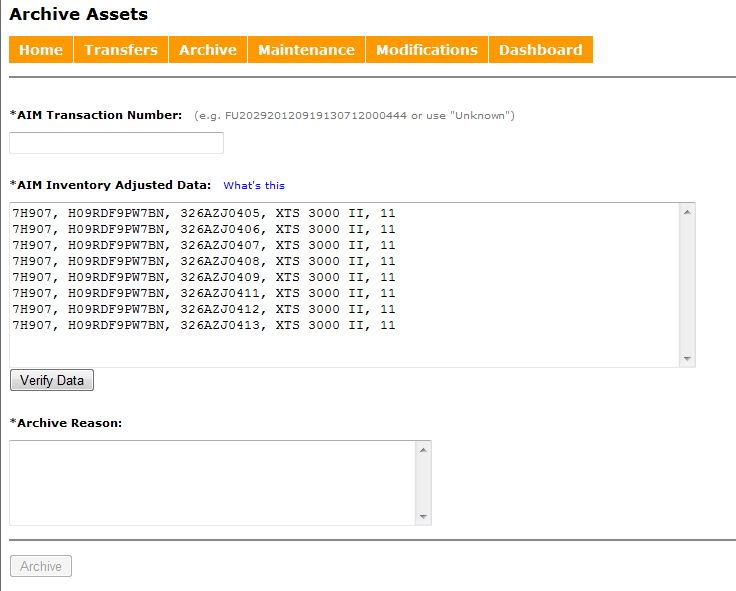 Archive Assets
Home Transfers Archive Maintenance Modifications Dashboard
*AIM Transaction Number: (e.g. FU202920120919130712000444 or use "Unknown")
*AIM Inventory Adjusted Data: What's this
7H907, H09RDF9PW7BN, 326AZJ0405, XTS 3000 II, 11
7H907, H09RDF9PW7BN, 326AZJ0406, XTS 3000 II, 11
7H907, H09RDF9PW7BN, 326AZJ0407, XTS 3000 II, 11
7H907, H09RDF9PW7BN, 326AZJ0408, XTS 3000 II, 11
7H907, H09RDF9PW7BN, 326AZJ0409, XTS 3000 II, 11
7H907, H09RDF9PW7BN, 326AZJ0411, XTS 3000 II, 11
7H907, H09RDF9PW7BN, 326AZJ0412, XTS 3000 II, 11
7H907, H09RDF9PW7BN, 326AZJ0413, XTS 3000 II, 11
Verify Data
*Archive Reason:
Archive